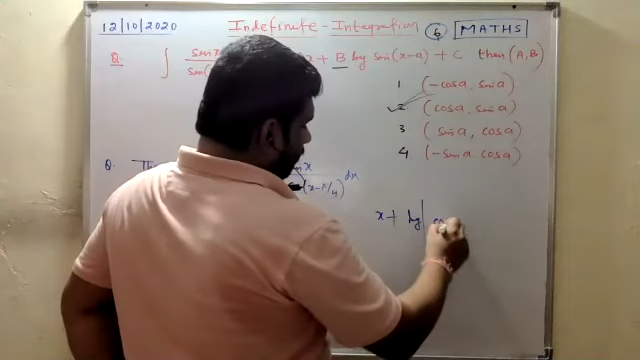 12/10/2020 Indefinite - Integration 6 MATHS
Q. ∫ sinx sin( x + B log sin(x-a) + C then (A, B)
1 (-cosa, sina)
2 (cosa, sina)
3 (sina, cosa)
4 (-sina cosa)
Q. x
(x-π/4) dx
x + log|